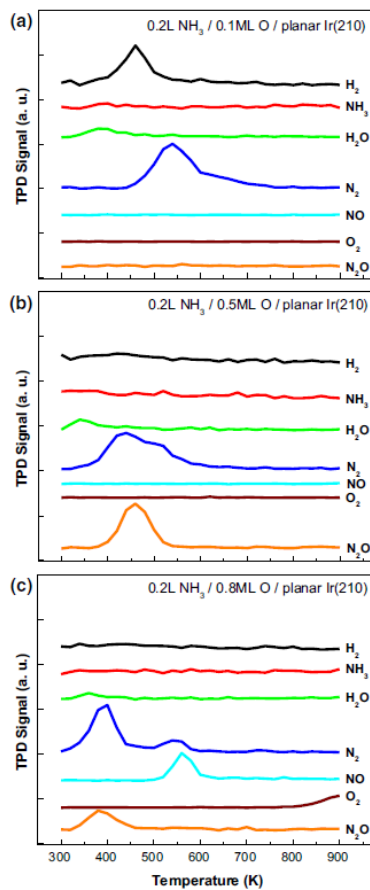 (a) 0.2L NH₃ / 0.1ML O / planar Ir(210)
TPD Signal (a. u.)
H₂
NH₃
H₂O
N₂
NO
O₂
N₂O
(b) 0.2L NH₃ / 0.5ML O / planar Ir(210)
TPD Signal (a. u.)
H₂
NH₃
H₂O
N₂
NO
O₂
N₂O
(c) 0.2L NH₃ / 0.8ML O / planar Ir(210)
TPD Signal (a. u.)
H₂
NH₃
H₂O
N₂
NO
O₂
N₂O
300 400 500 600 700 800 900
Temperature (K)